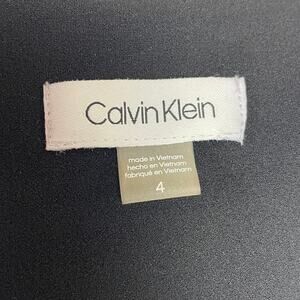 Calvin Klein
made in Vietnam
hecho en Vietnam
fabriqué en Vietnam
4